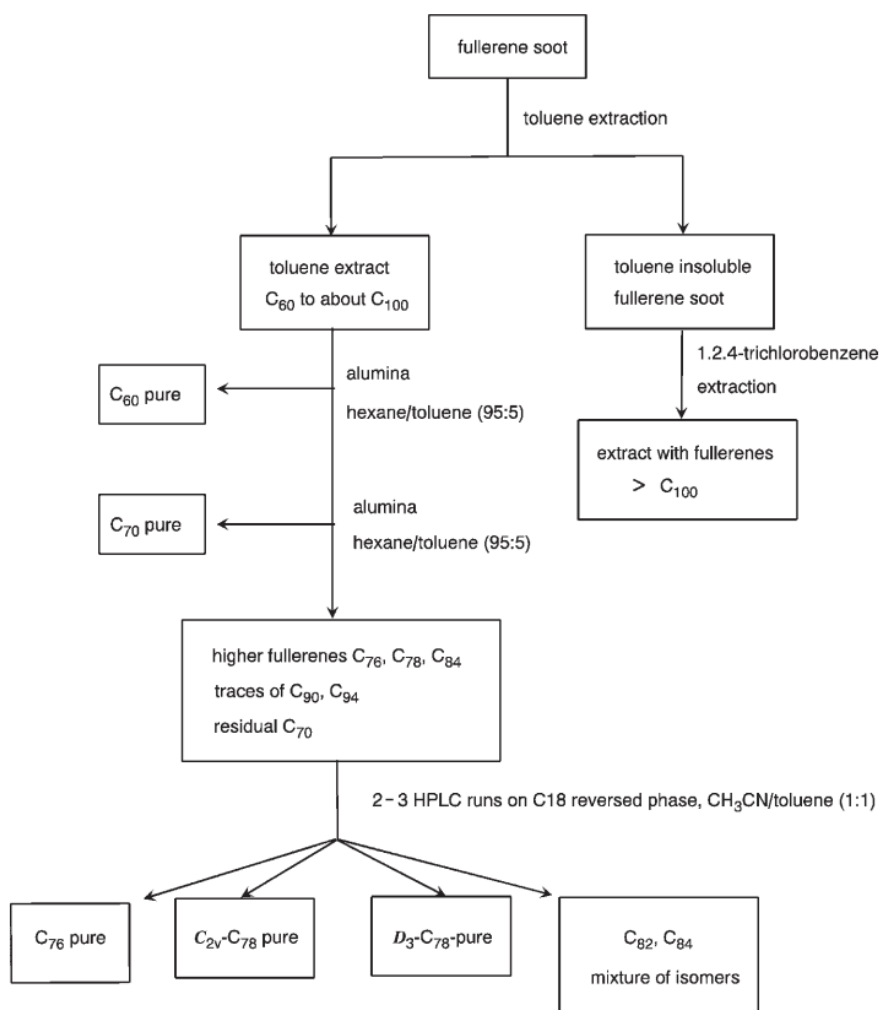 fullerene soot
toluene extraction
toluene extract
C₆₀ to about C₁₀₀
toluene insoluble
fullerene soot
1.2.4-trichlorobenzene
extraction
C₆₀ pure
alumina
hexane/toluene (95:5)
extract with fullerenes
> C₁₀₀
C₇₀ pure
alumina
hexane/toluene (95:5)
higher fullerenes C₇₆, C₇₈, C₈₄
traces of C₉₀, C₉₄
residual C₇₀
2–3 HPLC runs on C18 reversed phase, CH₃CN/toluene (1:1)
C₇₆ pure
C₂ᵥ-C₇₈ pure
D₃-C₇₈-pure
C₈₂, C₈₄
mixture of isomers